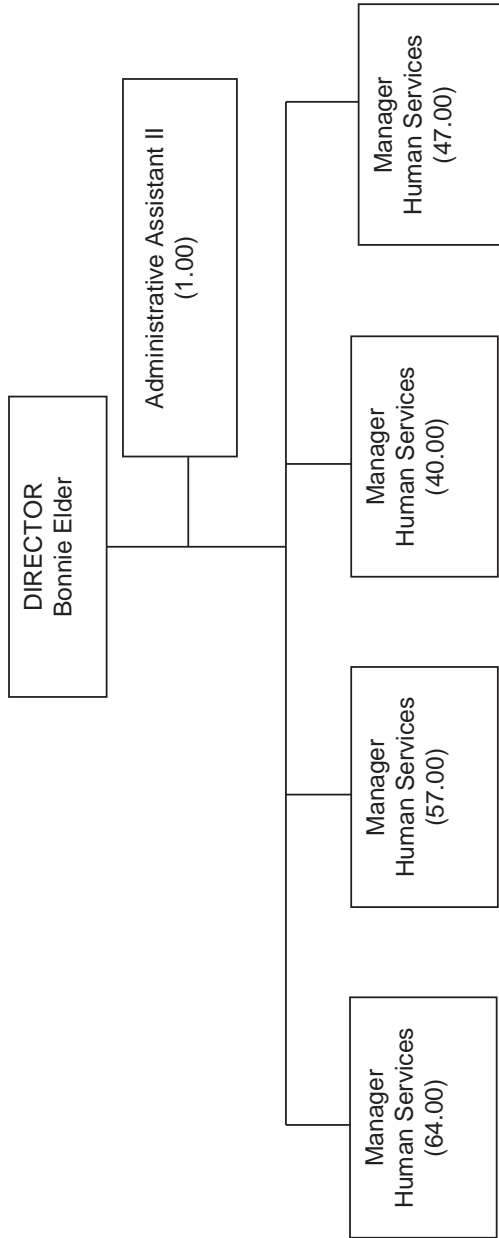 DIRECTOR
Bonnie Elder
Administrative Assistant II
(1.00)
Manager
Human Services
(64.00)
Manager
Human Services
(57.00)
Manager
Human Services
(40.00)
Manager
Human Services
(47.00)